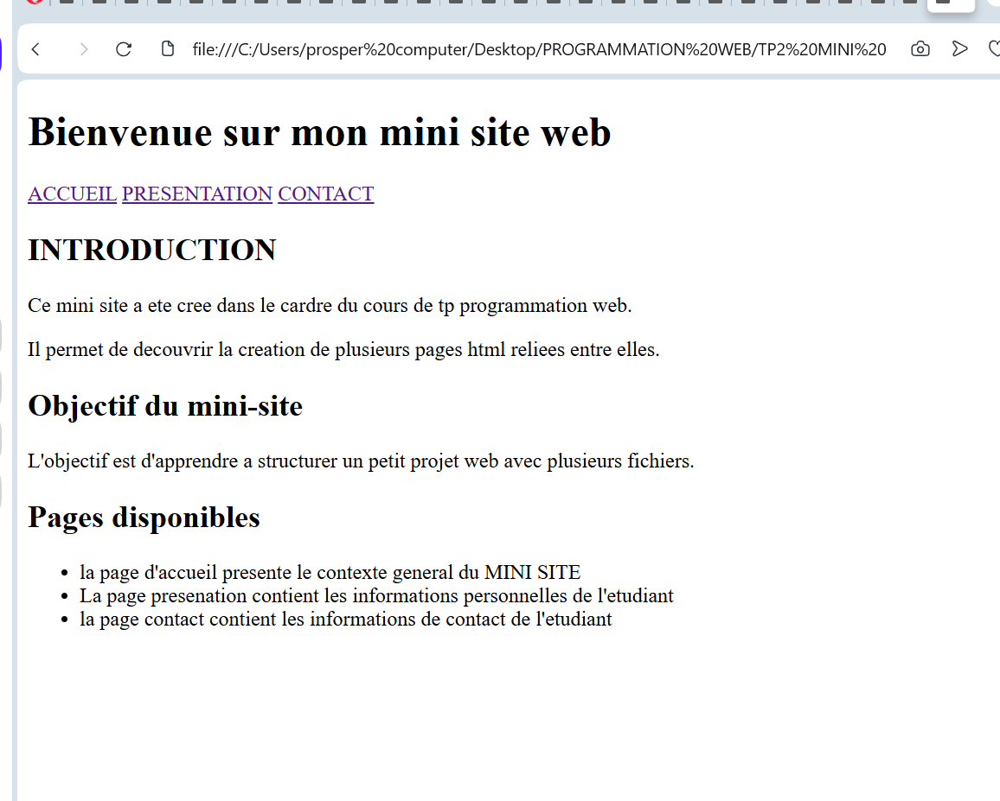 file:///C:/Users/prosper%20computer/Desktop/PROGRAMMATION%20WEB/TP2%20MINI%20
Bienvenue sur mon mini site web
ACCUEIL PRESENTATION CONTACT
INTRODUCTION
Ce mini site a ete cree dans le cardre du cours de tp programmation web.
Il permet de decouvrir la creation de plusieurs pages html reliees entre elles.
Objectif du mini-site
L'objectif est d'apprendre a structurer un petit projet web avec plusieurs fichiers.
Pages disponibles
la page d'accueil presente le contexte general du MINI SITE
La page presenation contient les informations personnelles de l'etudiant
la page contact contient les informations de contact de l'etudiant